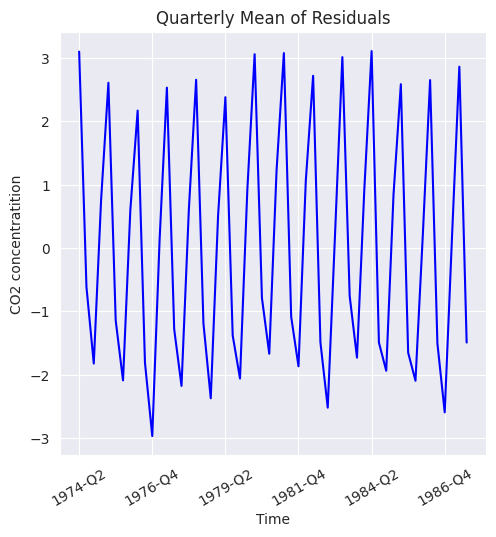 Quarterly Mean of Residuals
CO2 concentratition
3
2
1
0
−1
−2
−3
1974-Q2
1976-Q4
1979-Q2
1981-Q4
1984-Q2
1986-Q4
Time